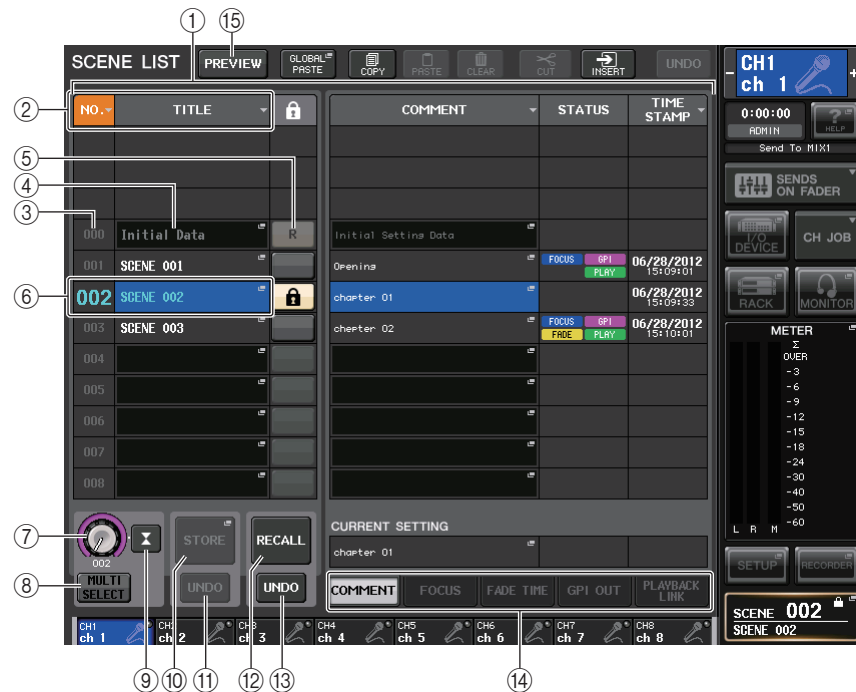 ① ⑮
SCENE LIST PREVIEW GLOBAL PASTE COPY PASTE CLEAR CUT INSERT UNDO
② NO. TITLE COMMENT STATUS TIME STAMP
⑤
④
③ 000 Initial Data R Initial Setting Data
001 SCENE 001 Opening FOCUS GPI PLAY 06/28/2012 15:09:01
⑥ 002 SCENE 002 chapter 01 06/28/2012 15:09:33
003 SCENE 003 chepter 02 FOCUS GPI FADE PLAY 06/28/2012 15:10:01
004
005
006
007
008
CURRENT SETTING
⑦ 002 STORE RECALL chapter 01
⑧ MULTI SELECT UNDO UNDO COMMENT FOCUS FADE TIME GPI OUT PLAYBACK LINK
CH1 CH2 CH3 CH4 CH5 CH6 CH7 CH8
ch 1 ch 2 ch 3 ch 4 ch 5 ch 6 ch 7 ch 8
⑨ ⑩ ⑪ ⑫ ⑬ ⑭
- CH1 +
ch 1
0:00:00 ? HELP
ADMIN
Send To MIX1
SENDS ON FADER
I/O DEVICE CH JOB
RACK MONITOR
METER
Σ
OVER
-3
-6
-9
-12
-15
-18
-24
-30
-40
-50
-60
L R M
SETUP RECORDER
SCENE 002
SCENE 002